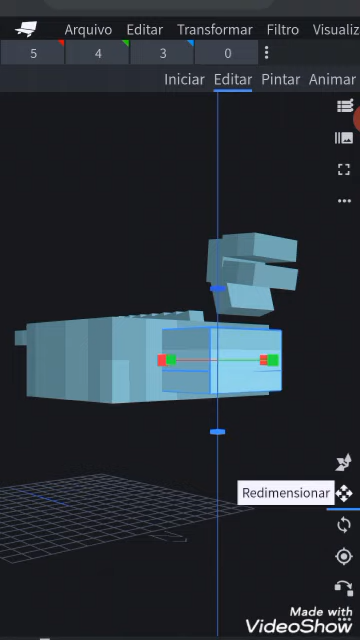 Arquivo Editar Transformar Filtro Visualiz
5 4 3 0
Iniciar Editar Pintar Animar
Redimensionar
Made with
VideoShow